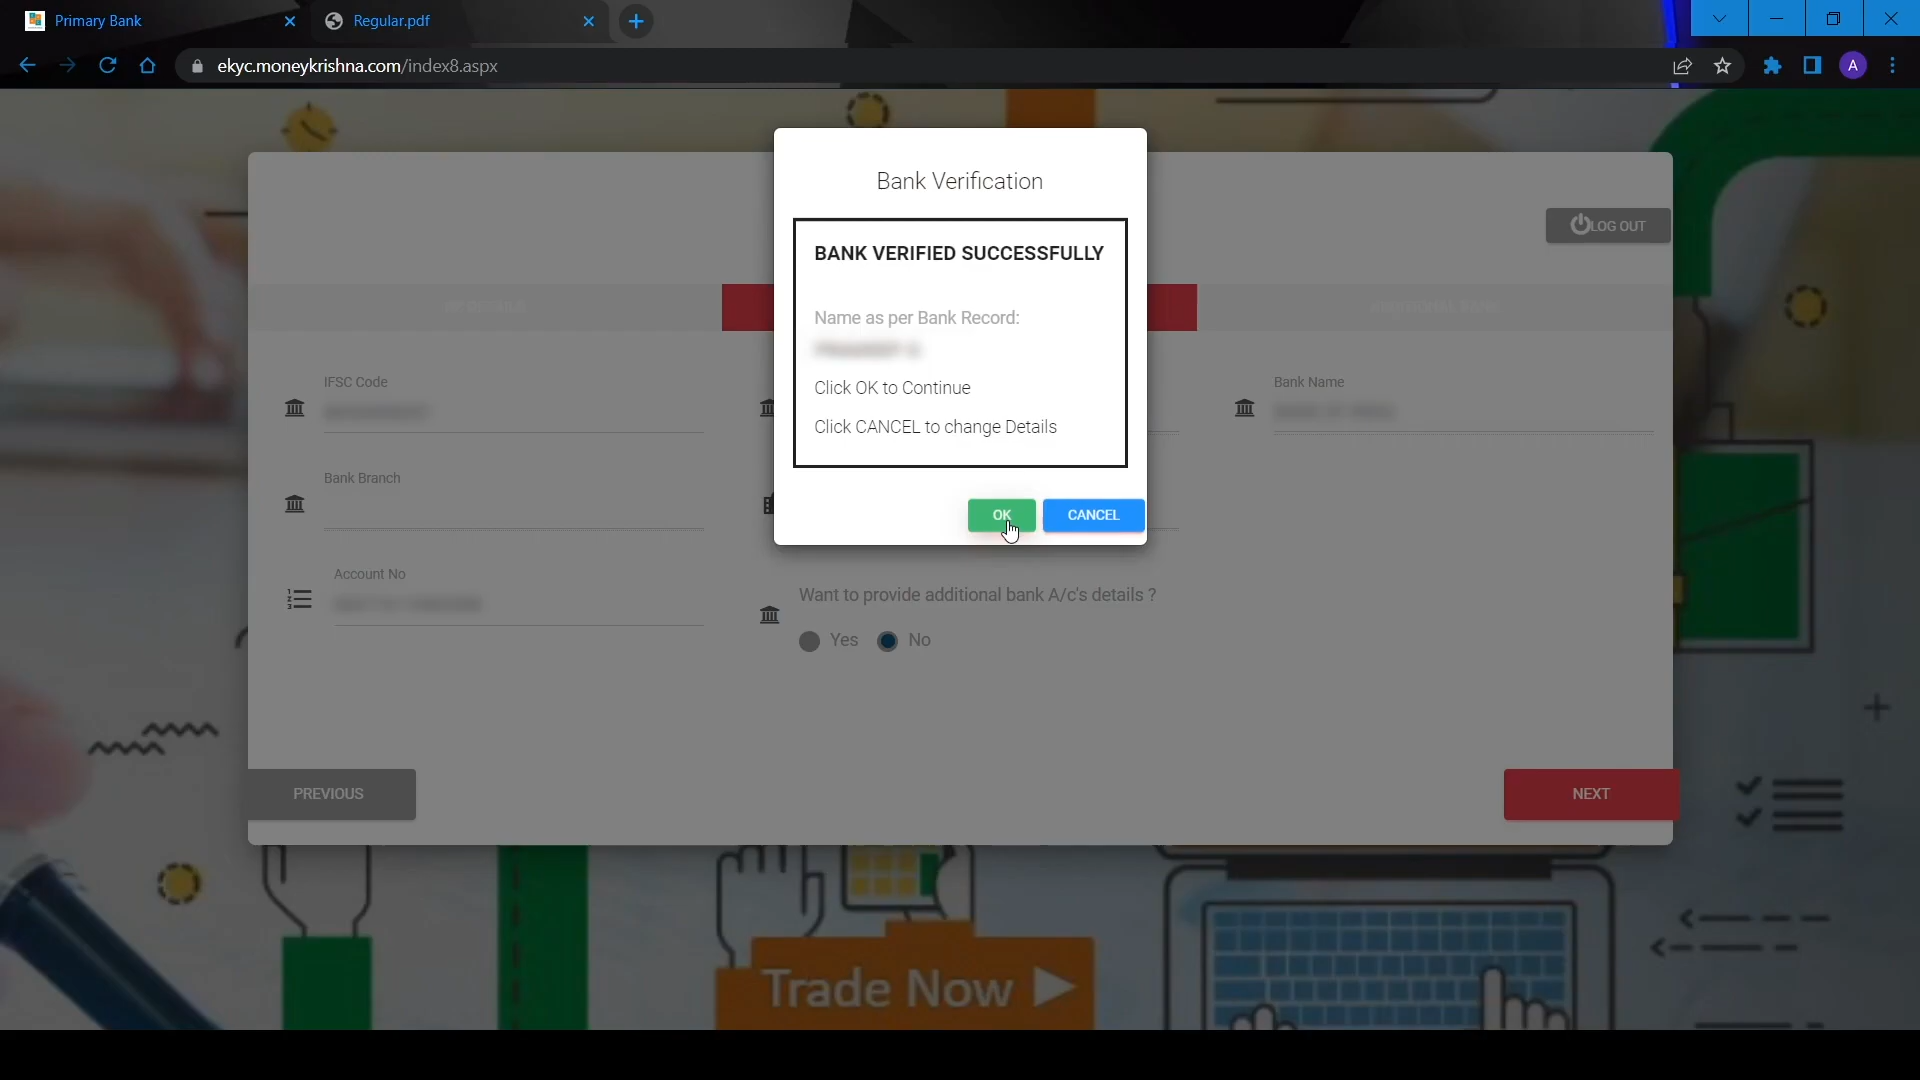 Primary Bank
Regular.pdf
ekyc.moneykrishna.com/index8.aspx
A
Bank Verification
BANK VERIFIED SUCCESSFULLY
Name as per Bank Record:
Click OK to Continue
Click CANCEL to change Details
OK
CANCEL
LOG OUT
IFSC Code
Bank Name
Bank Branch
Account No
Want to provide additional bank A/c's details ?
Yes
No
PREVIOUS
NEXT
Trade Now